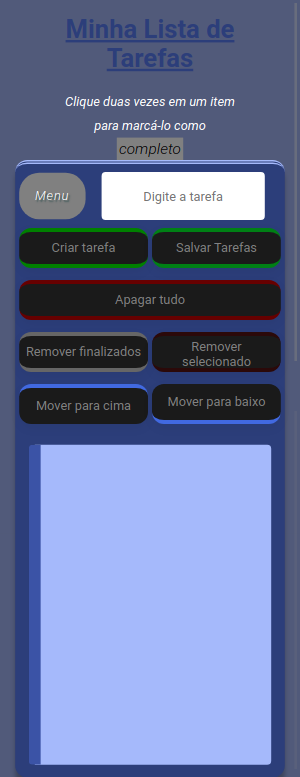 Minha Lista de
Tarefas
Clique duas vezes em um item
para marcá-lo como
completo
Menu
Digite a tarefa
Criar tarefa
Salvar Tarefas
Apagar tudo
Remover finalizados
Remover
selecionado
Mover para cima
Mover para baixo